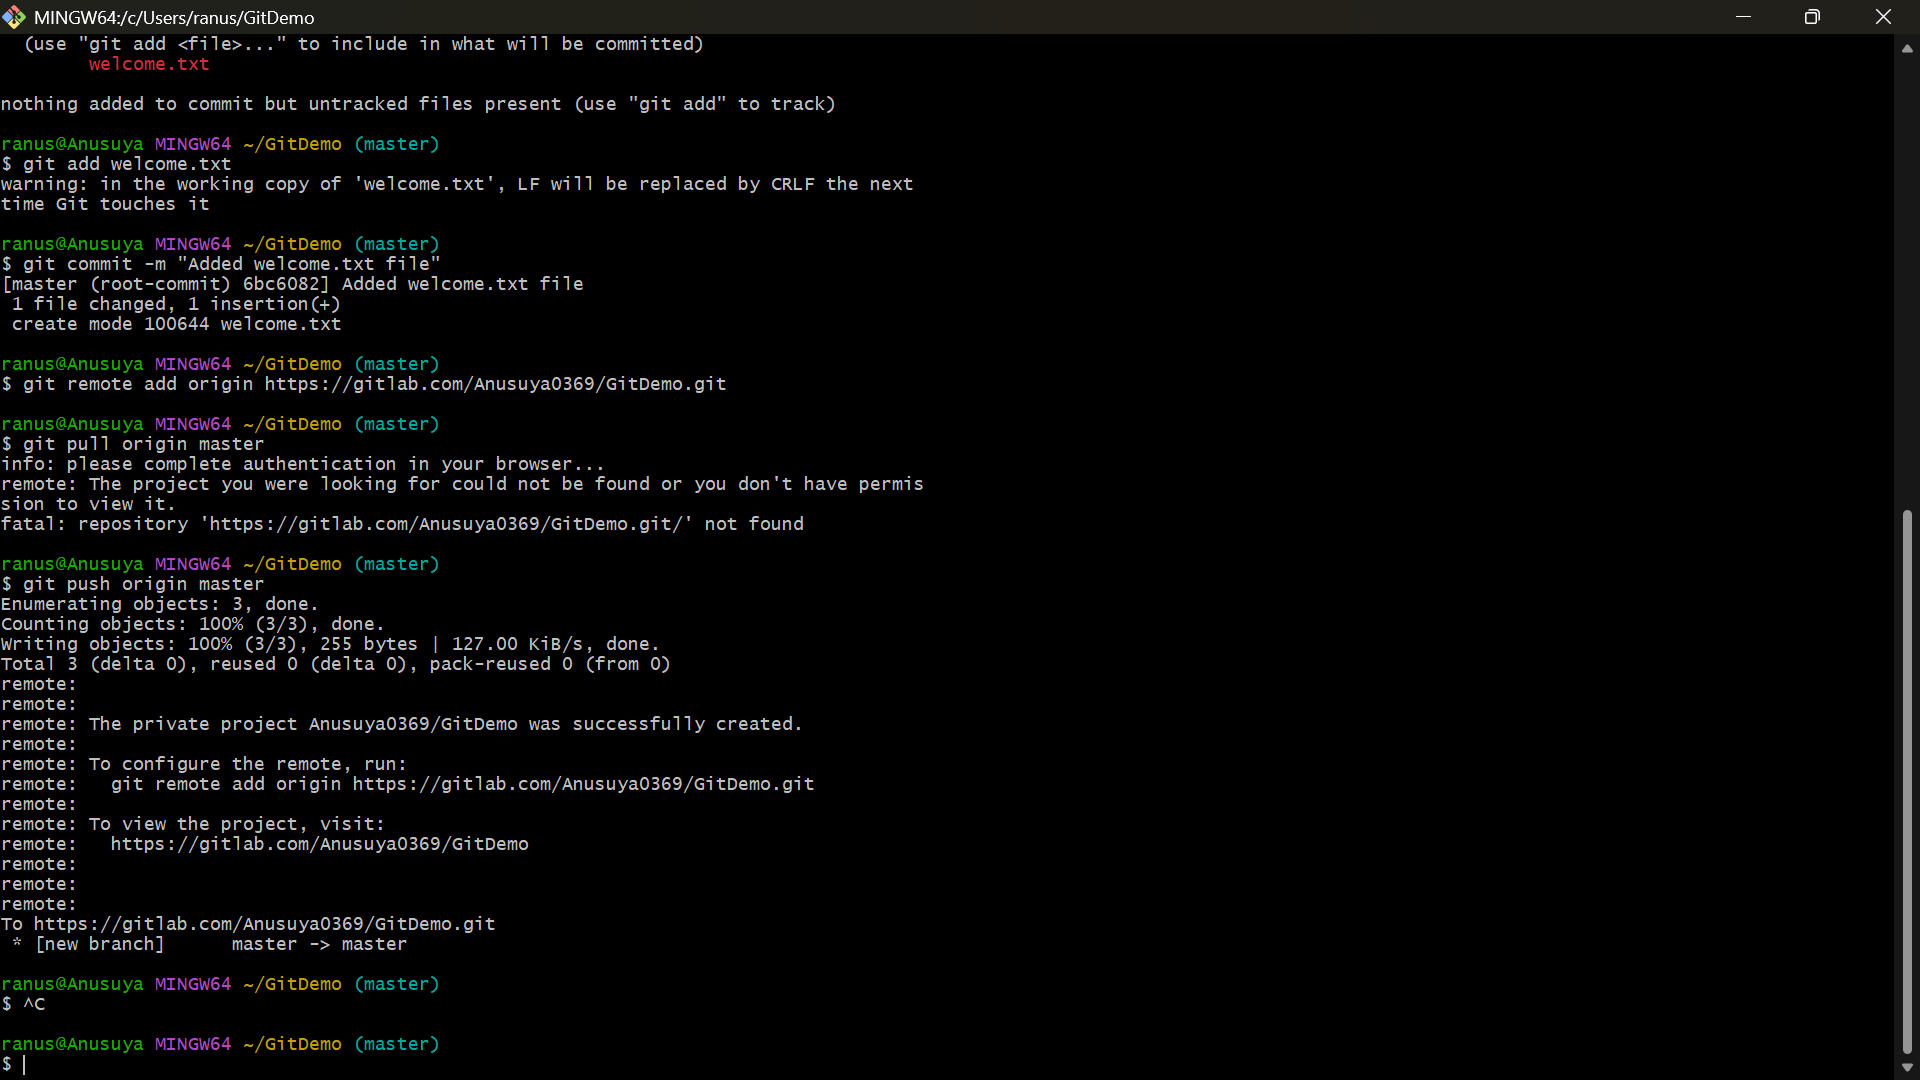 MINGW64:/c/Users/ranus/GitDemo
(use "git add <file>..." to include in what will be committed)
welcome.txt
nothing added to commit but untracked files present (use "git add" to track)
ranus@Anusuya MINGW64 ~/GitDemo (master)
$ git add welcome.txt
warning: in the working copy of 'welcome.txt', LF will be replaced by CRLF the next
time Git touches it
ranus@Anusuya MINGW64 ~/GitDemo (master)
$ git commit -m "Added welcome.txt file"
[master (root-commit) 6bc6082] Added welcome.txt file
1 file changed, 1 insertion(+)
create mode 100644 welcome.txt
ranus@Anusuya MINGW64 ~/GitDemo (master)
$ git remote add origin https://gitlab.com/Anusuya0369/GitDemo.git
ranus@Anusuya MINGW64 ~/GitDemo (master)
$ git pull origin master
info: please complete authentication in your browser...
remote: The project you were looking for could not be found or you don't have permis
sion to view it.
fatal: repository 'https://gitlab.com/Anusuya0369/GitDemo.git/' not found
ranus@Anusuya MINGW64 ~/GitDemo (master)
$ git push origin master
Enumerating objects: 3, done.
Counting objects: 100% (3/3), done.
Writing objects: 100% (3/3), 255 bytes | 127.00 KiB/s, done.
Total 3 (delta 0), reused 0 (delta 0), pack-reused 0 (from 0)
remote:
remote:
remote: The private project Anusuya0369/GitDemo was successfully created.
remote:
remote: To configure the remote, run:
remote:   git remote add origin https://gitlab.com/Anusuya0369/GitDemo.git
remote:
remote: To view the project, visit:
remote:   https://gitlab.com/Anusuya0369/GitDemo
remote:
remote:
remote:
To https://gitlab.com/Anusuya0369/GitDemo.git
* [new branch]      master -> master
ranus@Anusuya MINGW64 ~/GitDemo (master)
$ ^C
ranus@Anusuya MINGW64 ~/GitDemo (master)
$